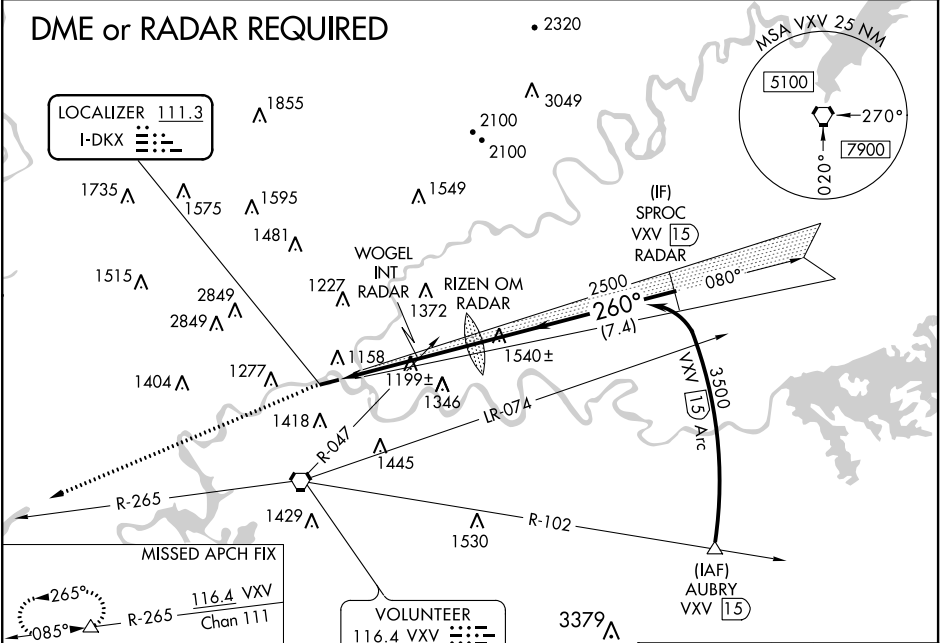 DME or RADAR REQUIRED
2320
MSA VXV 25 NM
5100
270°
7900
020°
LOCALIZER 111.3
I-DKX
1855
3049
2100
2100
1735
1575
1595
1549
1481
(IF)
SPROC
VXV 15
RADAR
WOGEL
INT
RADAR
RIZEN OM
RADAR
1515
1227
1372
2500
080°
260°
(7.4)
2849
2849
1158
1540±
1199±
1404
1277
1346
3500
VXV 15 Arc
LR-074
1418
R-047
1445
R-265
1429
1530
R-102
MISSED APCH FIX
(IAF)
AUBRY
VXV 15
265°
085°
R-265
116.4 VXV
Chan 111
VOLUNTEER
116.4 VXV
3379